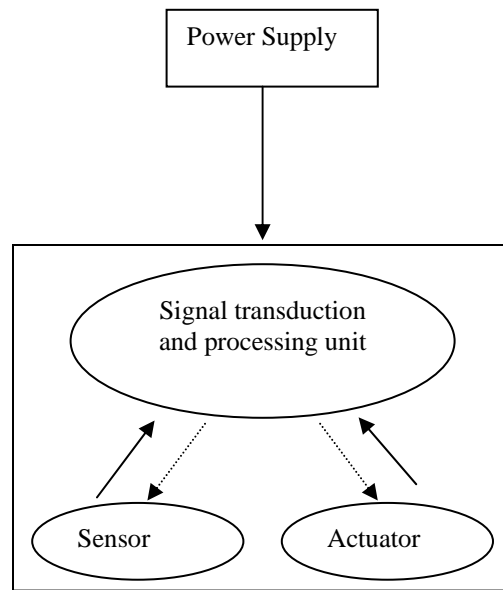 Power Supply
Signal transduction
and processing unit
Sensor
Actuator